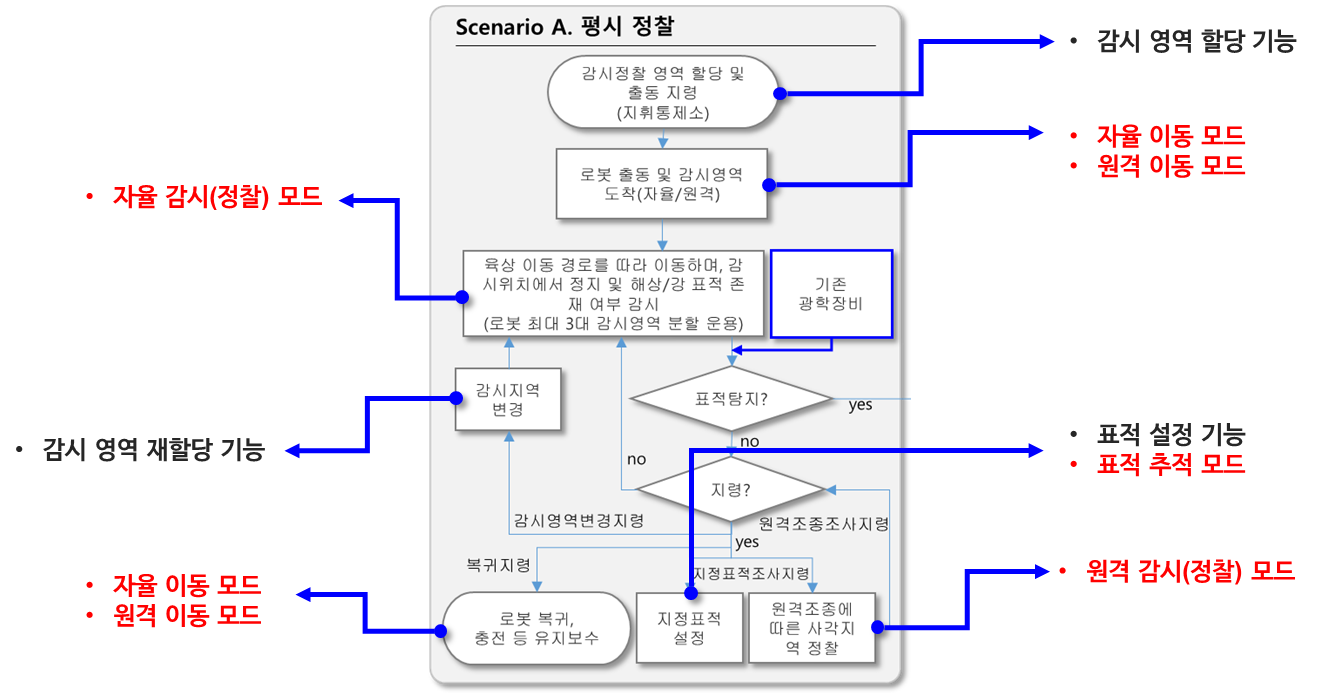 Scenario A. 평시 정찰
감시정찰 영역 할당 및
출동 지령
(지휘통제소)
• 감시 영역 할당 기능
로봇 출동 및 감시영역
도착(자율/원격)
• 자율 이동 모드
• 원격 이동 모드
• 자율 감시(정찰) 모드
육상 이동 경로를 따라 이동하며, 감
시위치에서 정지 및 해상/강 표적 존
재 여부 감시
(로봇 최대 3대 감시영역 분할 운용)
기존
광학장비
감시지역
변경
표적탐지?
yes
no
• 감시 영역 재할당 기능
no
지령?
• 표적 설정 기능
• 표적 추적 모드
감시영역변경지령
원격조종조사지령
yes
복귀지령
지정표적조사지령
• 자율 이동 모드
• 원격 이동 모드
로봇 복귀,
충전 등 유지보수
지정표적
설정
원격조종에
따른 사각지
역 정찰
• 원격 감시(정찰) 모드